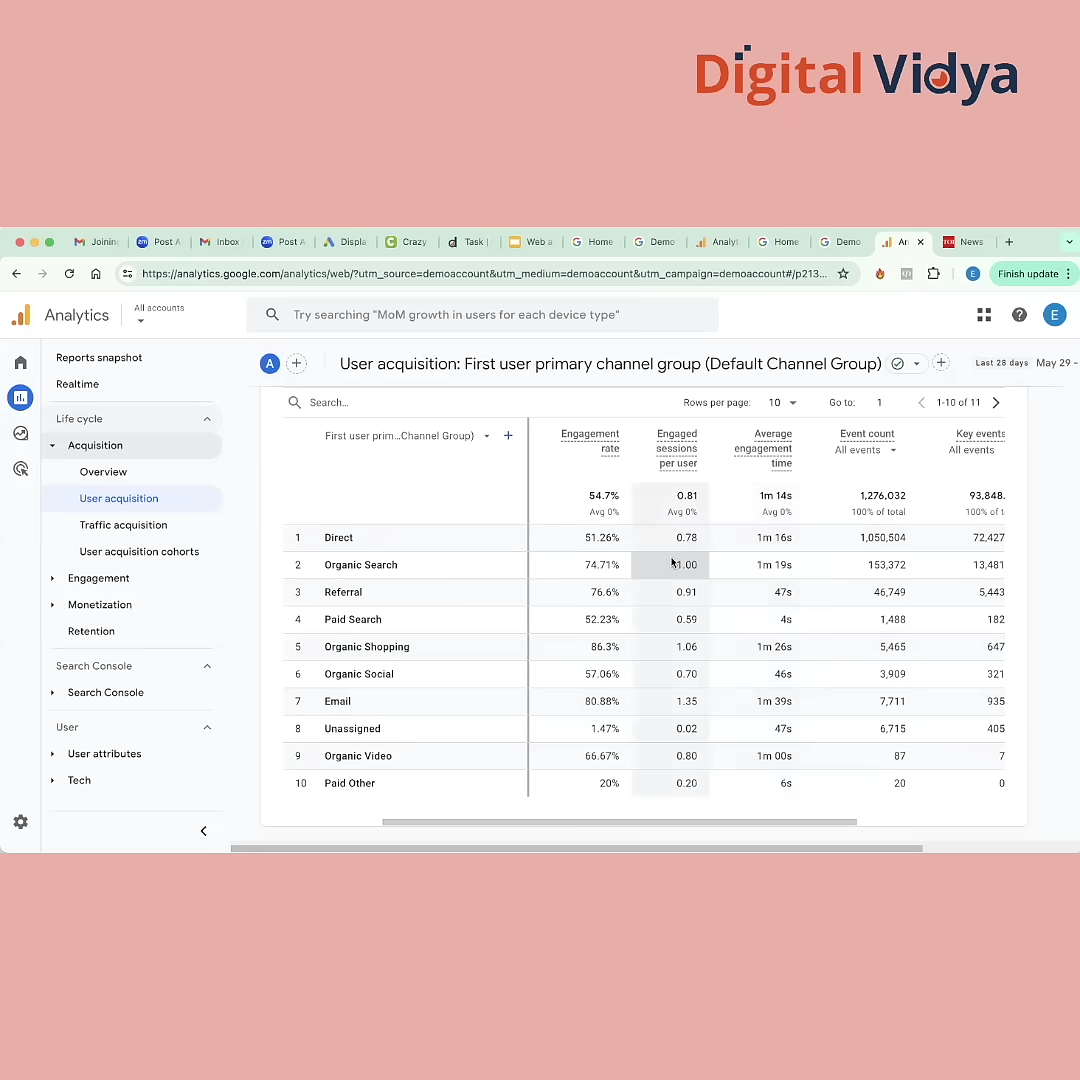 Digital Vidya
Joining
Post A
Inbox
Post A
Displa
Crazy
Task |
Web a
Home
Demo
Analyt
Home
Demo
An
News
https://analytics.google.com/analytics/web/?utm_source=demoaccount&utm_medium=demoaccount&utm_campaign=demoaccount#/p213...
E
Finish update
Analytics
All accounts
Try searching "MoM growth in users for each device type"
E
Reports snapshot
Realtime
Life cycle
Acquisition
Overview
User acquisition
Traffic acquisition
User acquisition cohorts
Engagement
Monetization
Retention
Search Console
Search Console
User
User attributes
Tech
A
User acquisition: First user primary channel group (Default Channel Group)
Last 28 days May 29 -
Search...
Rows per page: 10
Go to: 1
1-10 of 11
First user prim...Channel Group)
Engagement rate
Engaged sessions per user
Average engagement time
Event count
All events
Key events
All events
54.7% 0.81 1m 14s 1,276,032 93,848.
Avg 0% Avg 0% Avg 0% 100% of total 100% of t
1 Direct 51.26% 0.78 1m 16s 1,050,504 72,427
2 Organic Search 74.71% 1.00 1m 19s 153,372 13,481
3 Referral 76.6% 0.91 47s 46,749 5,443
4 Paid Search 52.23% 0.59 4s 1,488 182
5 Organic Shopping 86.3% 1.06 1m 26s 5,465 647
6 Organic Social 57.06% 0.70 46s 3,909 321
7 Email 80.88% 1.35 1m 39s 7,711 935
8 Unassigned 1.47% 0.02 47s 6,715 405
9 Organic Video 66.67% 0.80 1m 00s 87 7
10 Paid Other 20% 0.20 6s 20 0